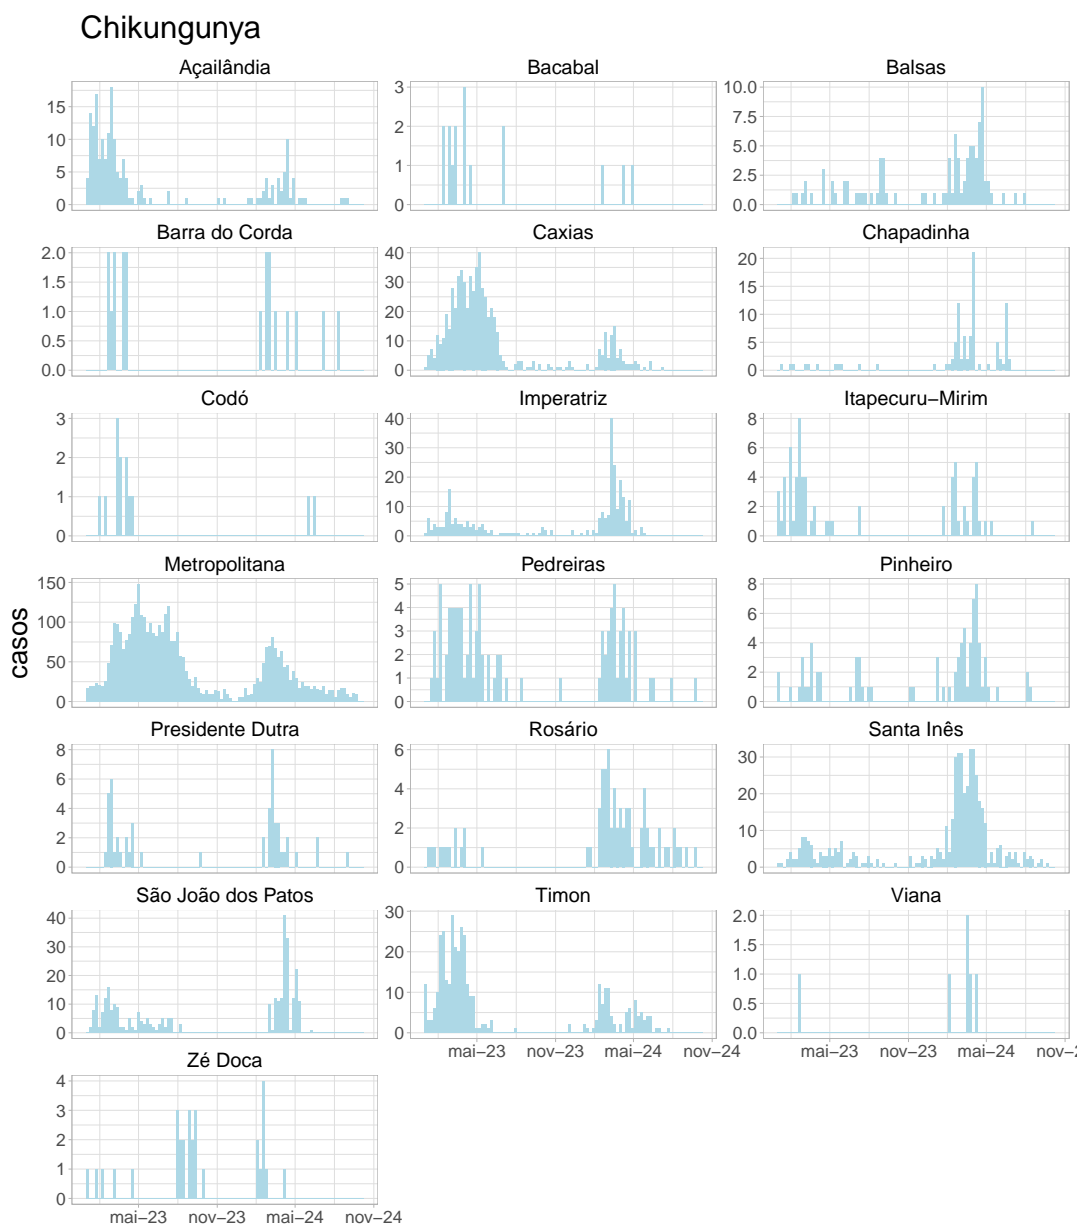 Chikungunya
Açailândia Bacabal Balsas
15 10 5 0
3 2 1 0
10.0 7.5 5.0 2.5 0.0
Barra do Corda Caxias Chapadinha
2.0 1.5 1.0 0.5 0.0
40 30 20 10 0
20 15 10 5 0
Codó Imperatriz Itapecuru−Mirim
3 2 1 0
40 30 20 10 0
8 6 4 2 0
Metropolitana Pedreiras Pinheiro
150 100 50 0
5 4 3 2 1 0
8 6 4 2 0
casos
Presidente Dutra Rosário Santa Inês
8 6 4 2 0
6 4 2 0
30 20 10 0
São João dos Patos Timon Viana
40 30 20 10 0
30 20 10 0
2.0 1.5 1.0 0.5 0.0
mai−23 nov−23 mai−24 nov−24 mai−23 nov−23 mai−24
Zé Doca
4 3 2 1 0
mai−23 nov−23 mai−24 nov−24